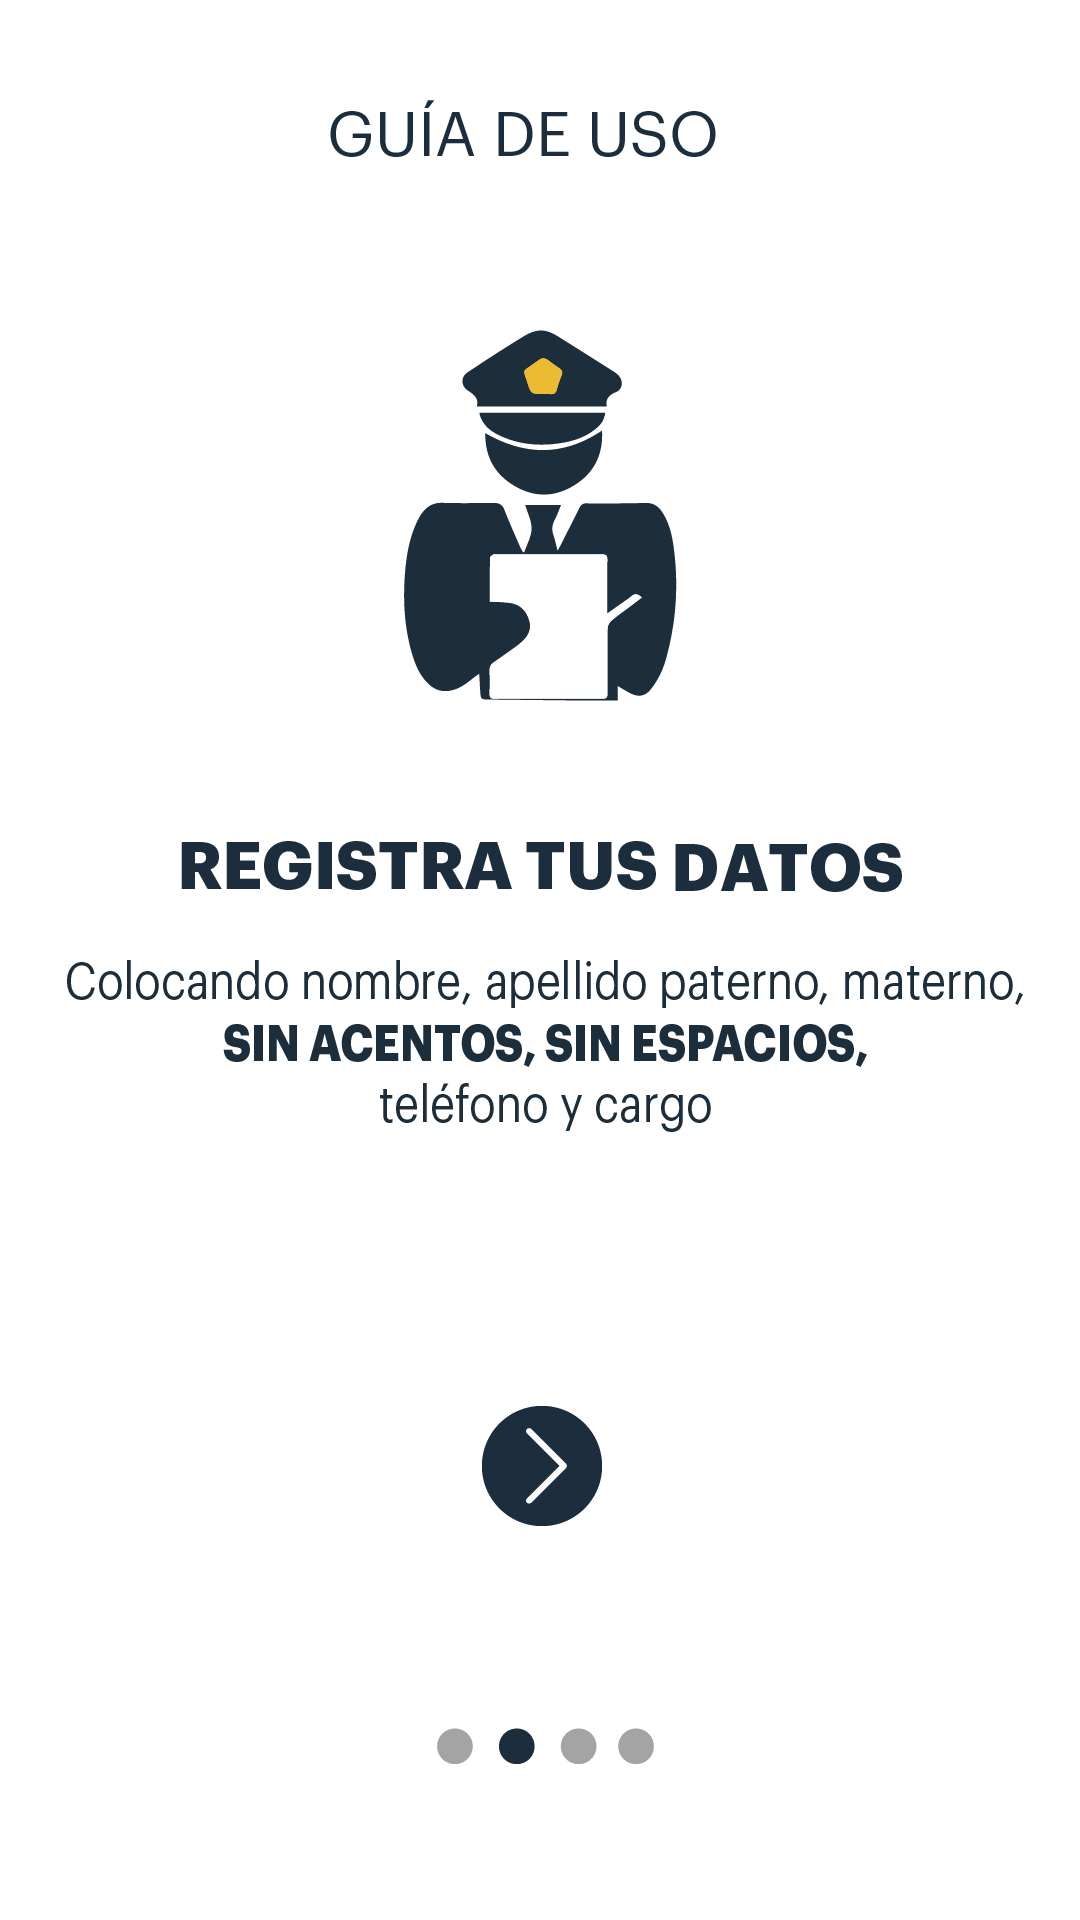 GUÍA DE USO
REGISTRA TUS DATOS
Colocando nombre, apellido paterno, materno,
SIN ACENTOS, SIN ESPACIOS,
teléfono y cargo